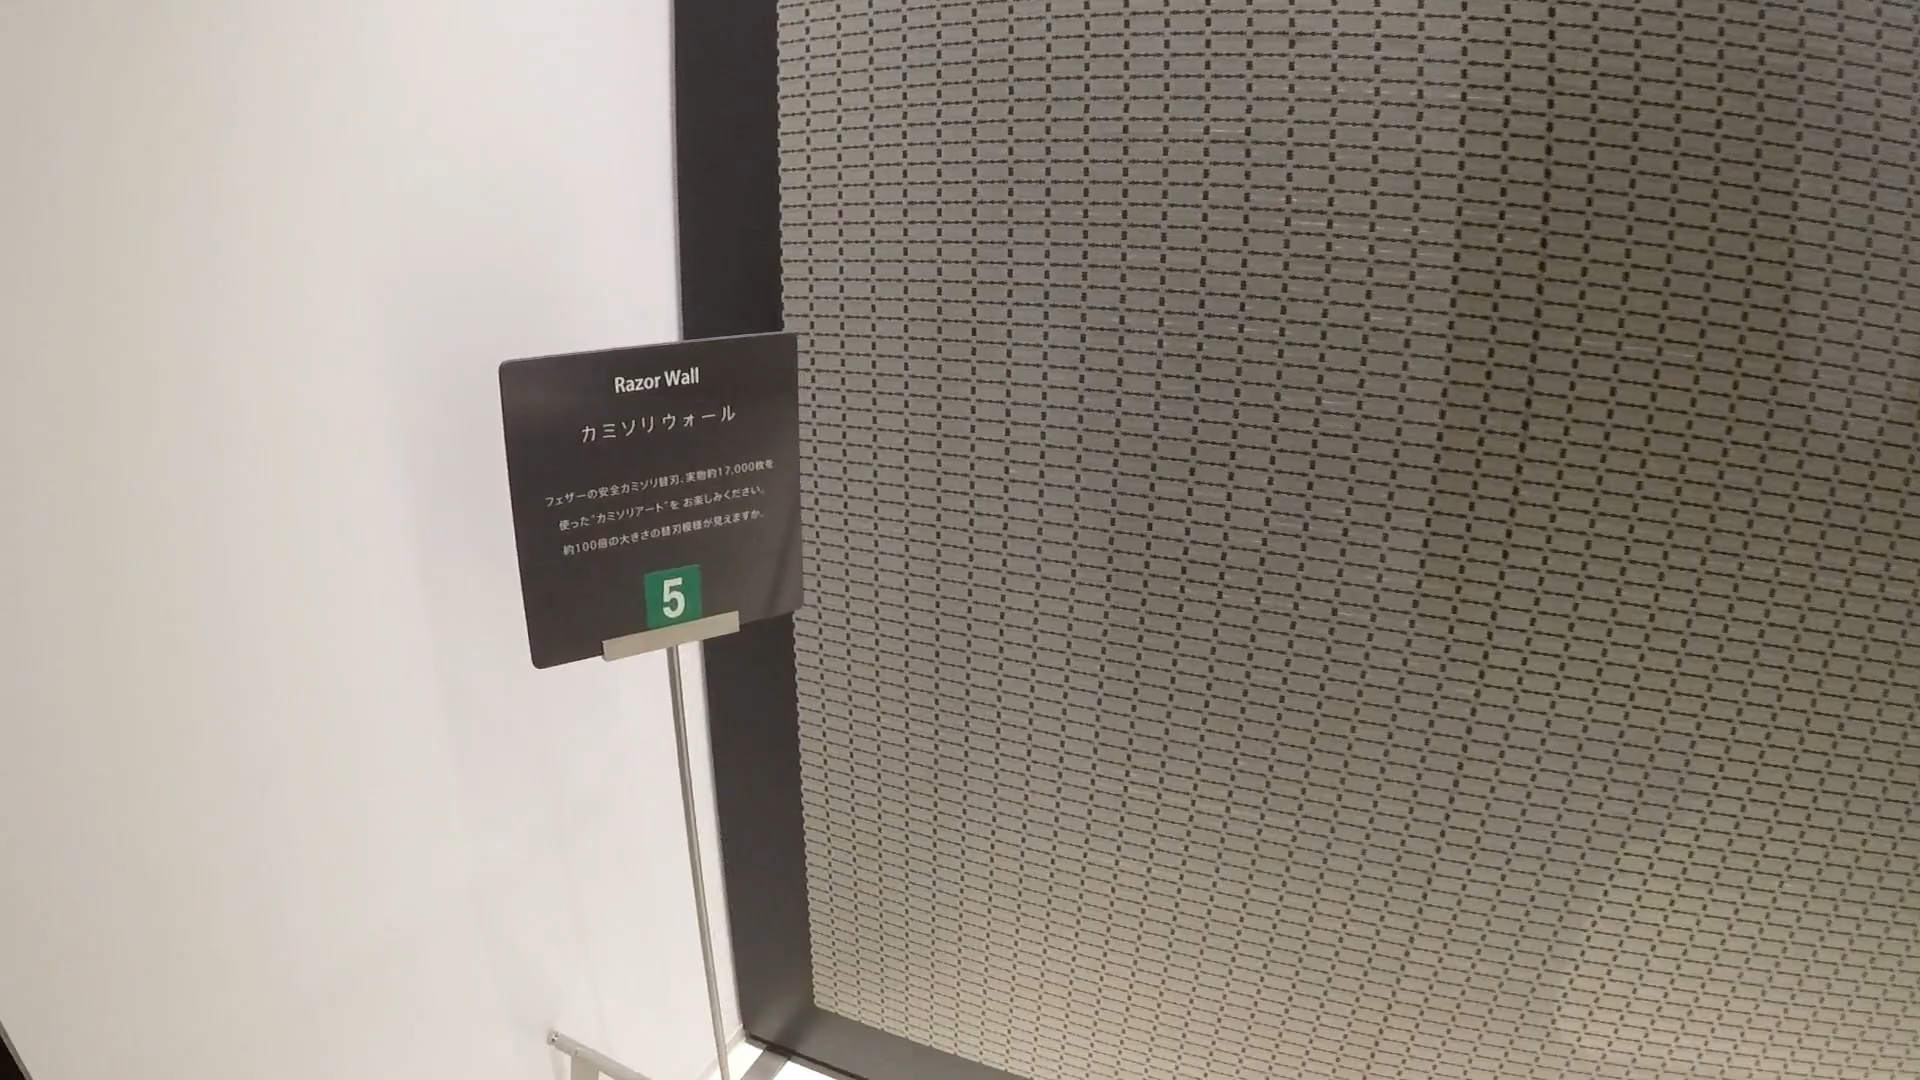 Razor Wall
カミソリウォール
フェザーの安全カミソリ替刃、実物約17,000枚を
使った"カミソリアート"を お楽しみください。
約100倍の大きさの替刃模様が見えますか。
5